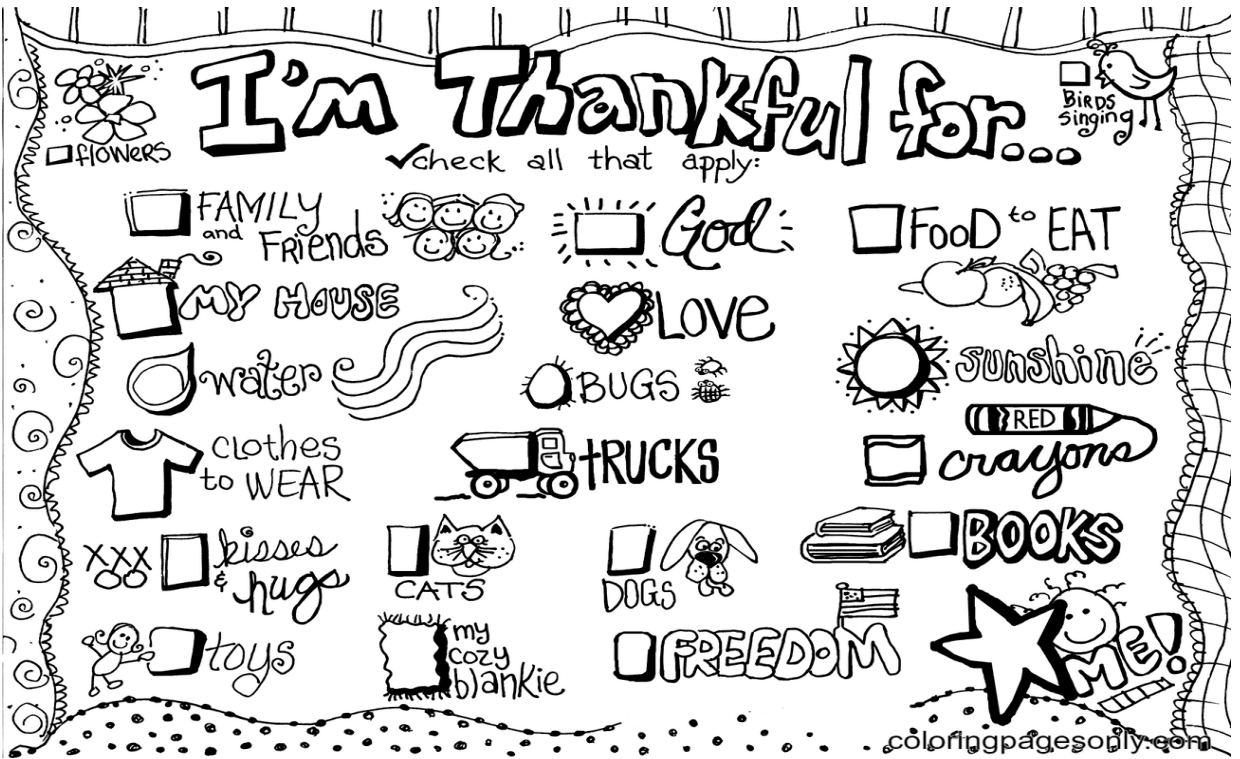 I'm Thankful for...
✓check all that apply:
flowers
BiRDS
singing
FAMILY
and
FRiends
God
FooD to EAT
MY HOUSE
LOVE
water
BUGS
sunshine
RED
crayons
CLothes
to WEAR
tRUCKS
XXX
kisses
& hugs
CATS
DOGS
BOOKS
toys
my
cozy
blankie
FREEDOM
ME!
coloringpagesonly.com